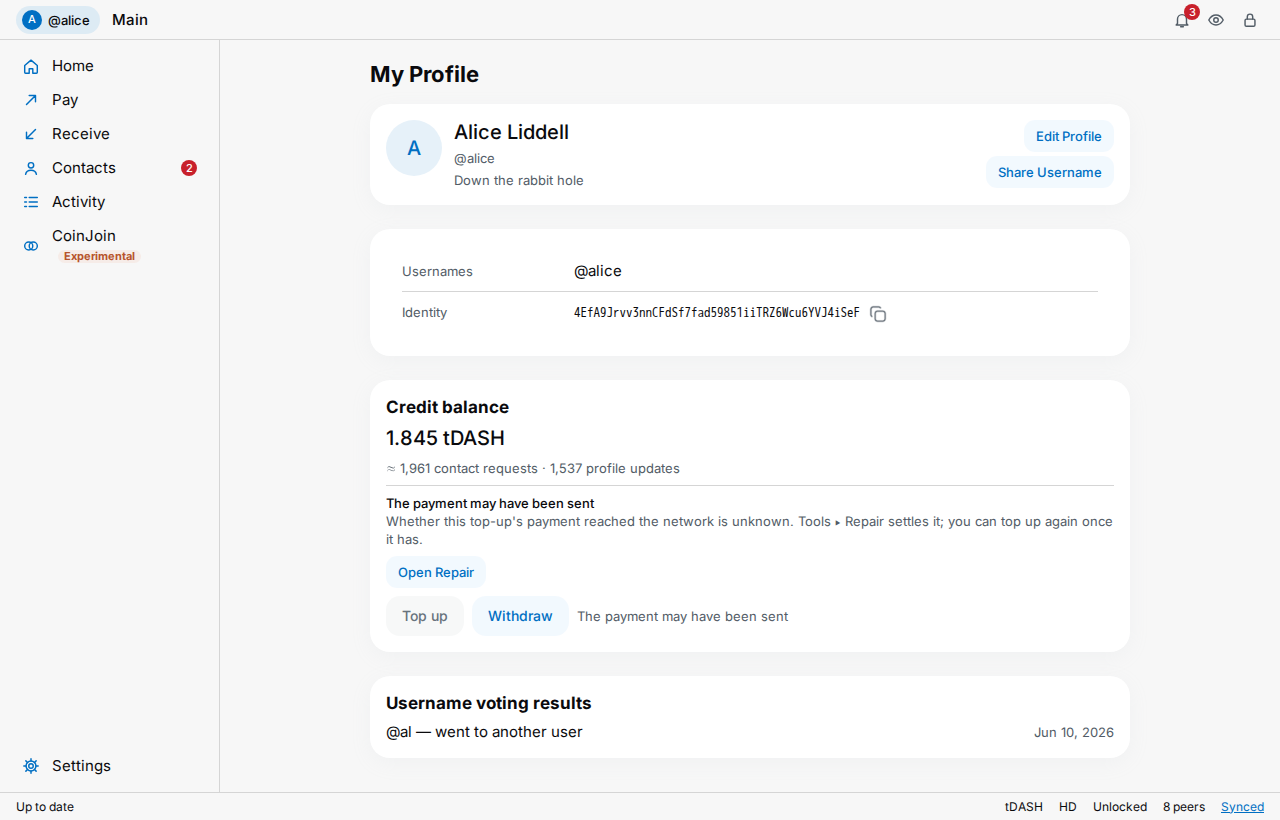 A @alice Main 3
Home
Pay
Receive
Contacts 2
Activity
CoinJoin
Experimental
Settings
My Profile
A
Alice Liddell
@alice
Down the rabbit hole
Edit Profile
Share Username
Usernames @alice
Identity 4EfA9Jrvv3nnCFdSf7fad59851iiTRZ6Wcu6YVJ4iSeF
Credit balance
1.845 tDASH
≈ 1,961 contact requests · 1,537 profile updates
The payment may have been sent
Whether this top-up's payment reached the network is unknown. Tools ▸ Repair settles it; you can top up again once
it has.
Open Repair
Top up Withdraw The payment may have been sent
Username voting results
@al — went to another user Jun 10, 2026
Up to date tDASH HD Unlocked 8 peers Synced